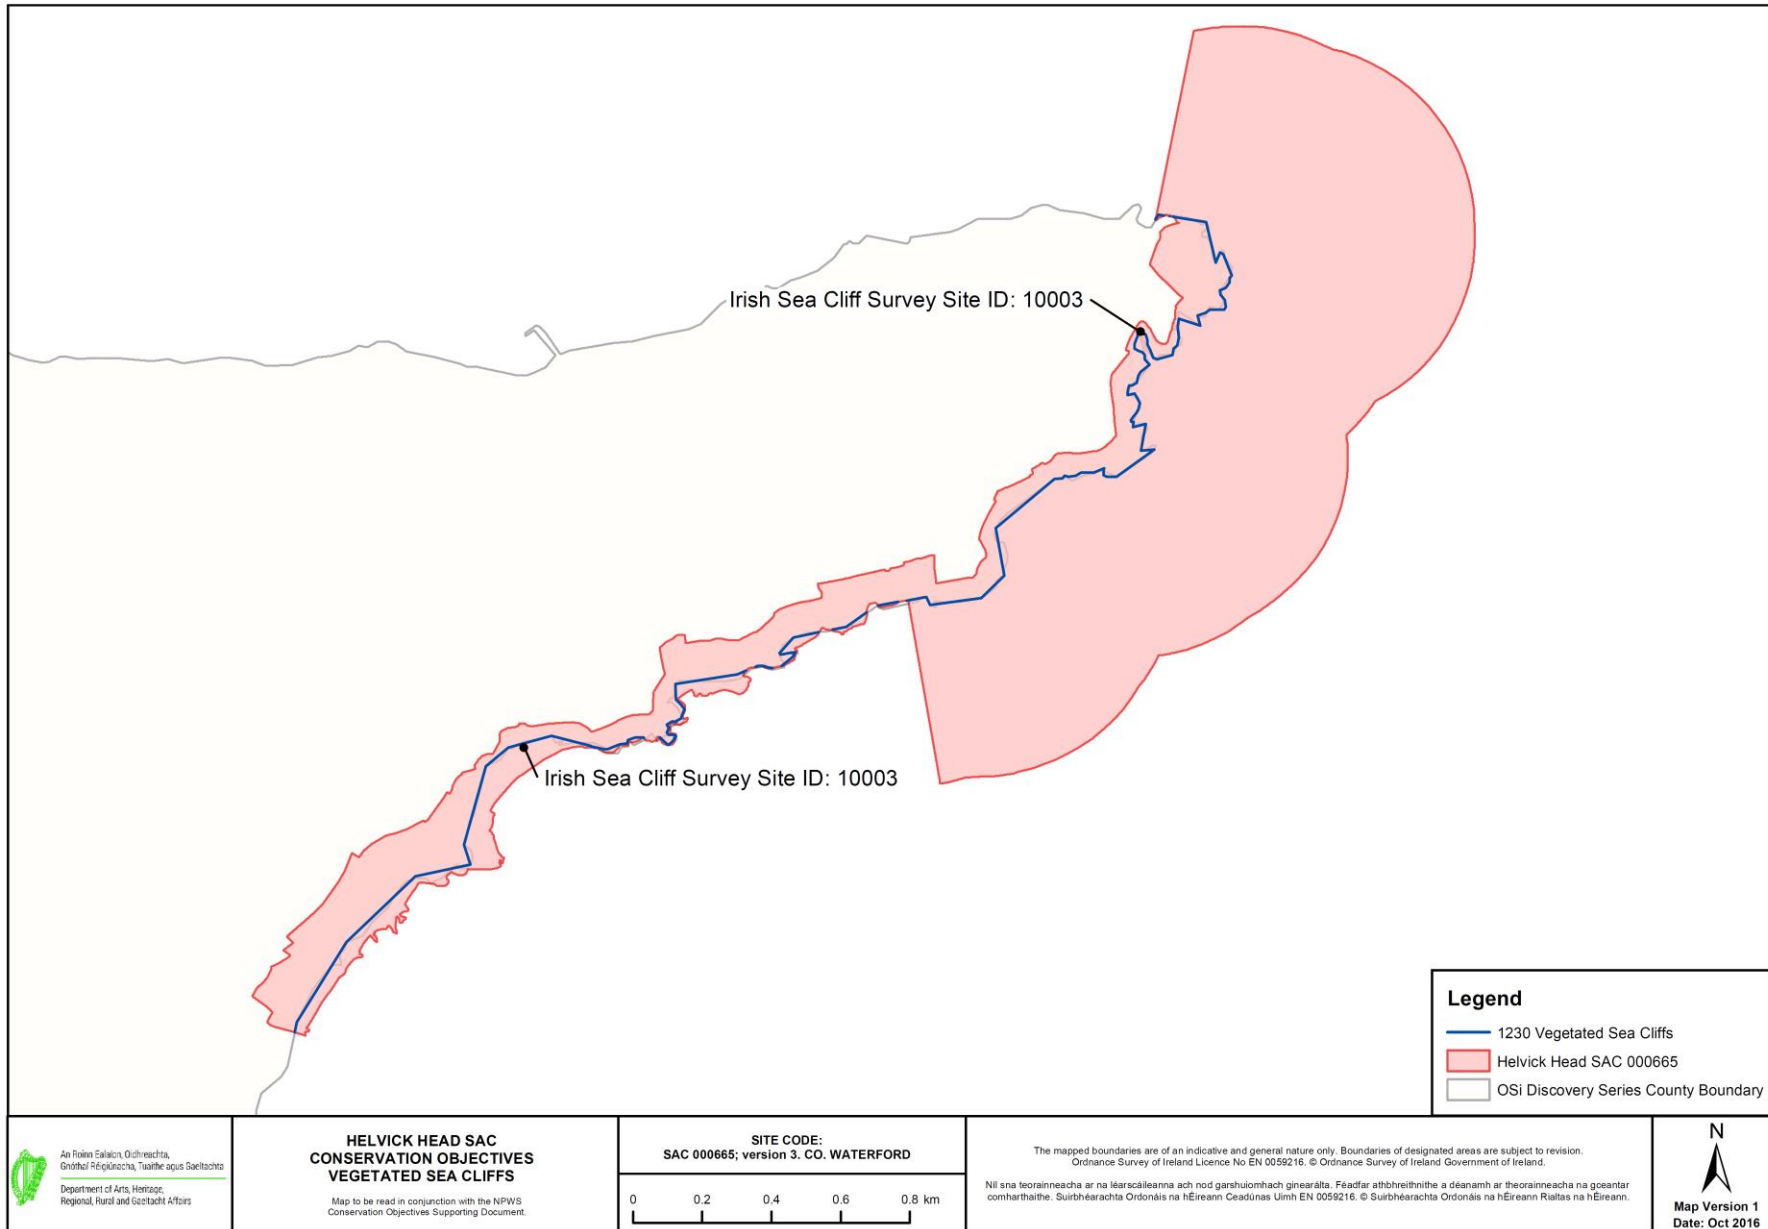 Irish Sea Cliff Survey Site ID: 10003
Irish Sea Cliff Survey Site ID: 10003
Legend
1230 Vegetated Sea Cliffs
Helvick Head SAC 000665
OSi Discovery Series County Boundary
An Roinn Ealaíon, Oidhreachta,
Gnóthaí Réigiúnacha, Tuaithe agus Gaeltachta
Department of Arts, Heritage,
Regional, Rural and Gaeltacht Affairs
HELVICK HEAD SAC
CONSERVATION OBJECTIVES
VEGETATED SEA CLIFFS
Map to be read in conjunction with the NPWS
Conservation Objectives Supporting Document.
SITE CODE:
SAC 000665; version 3. CO. WATERFORD
0 0.2 0.4 0.6 0.8 km
The mapped boundaries are of an indicative and general nature only. Boundaries of designated areas are subject to revision.
Ordnance Survey of Ireland Licence No EN 0059216. © Ordnance Survey of Ireland Government of Ireland.
Níl sna teorainneacha ar na léarscáileanna ach nod garshuíomhach ginearálta. Féadfar athbhreithnithe a déanamh ar theorainneacha na gceantar
comharthaithe. Suirbhéarachta Ordonáis na hÉireann Ceadúnas Uimh EN 0059216. © Suirbhéarachta Ordonáis na hÉireann Rialtas na hÉireann.
N
Map Version 1
Date: Oct 2016